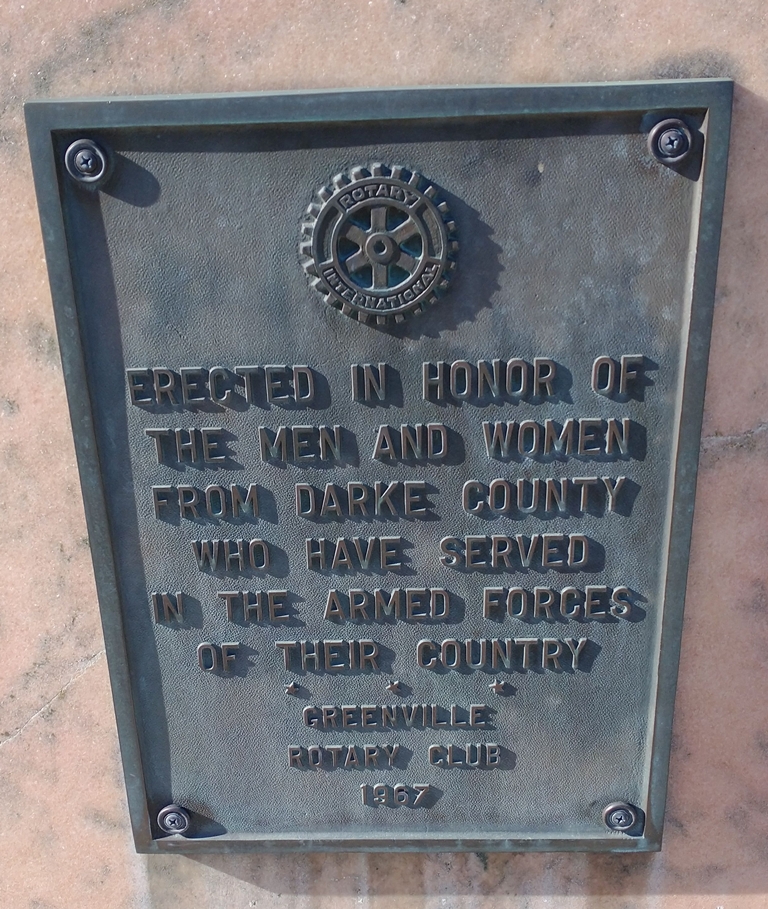 ROTARY
INTERNATIONAL
ERECTED IN HONOR OF
THE MEN AND WOMEN
FROM DARKE COUNTY
WHO HAVE SERVED
IN THE ARMED FORCES
OF THEIR COUNTRY
GREENVILLE
ROTARY CLUB
1967